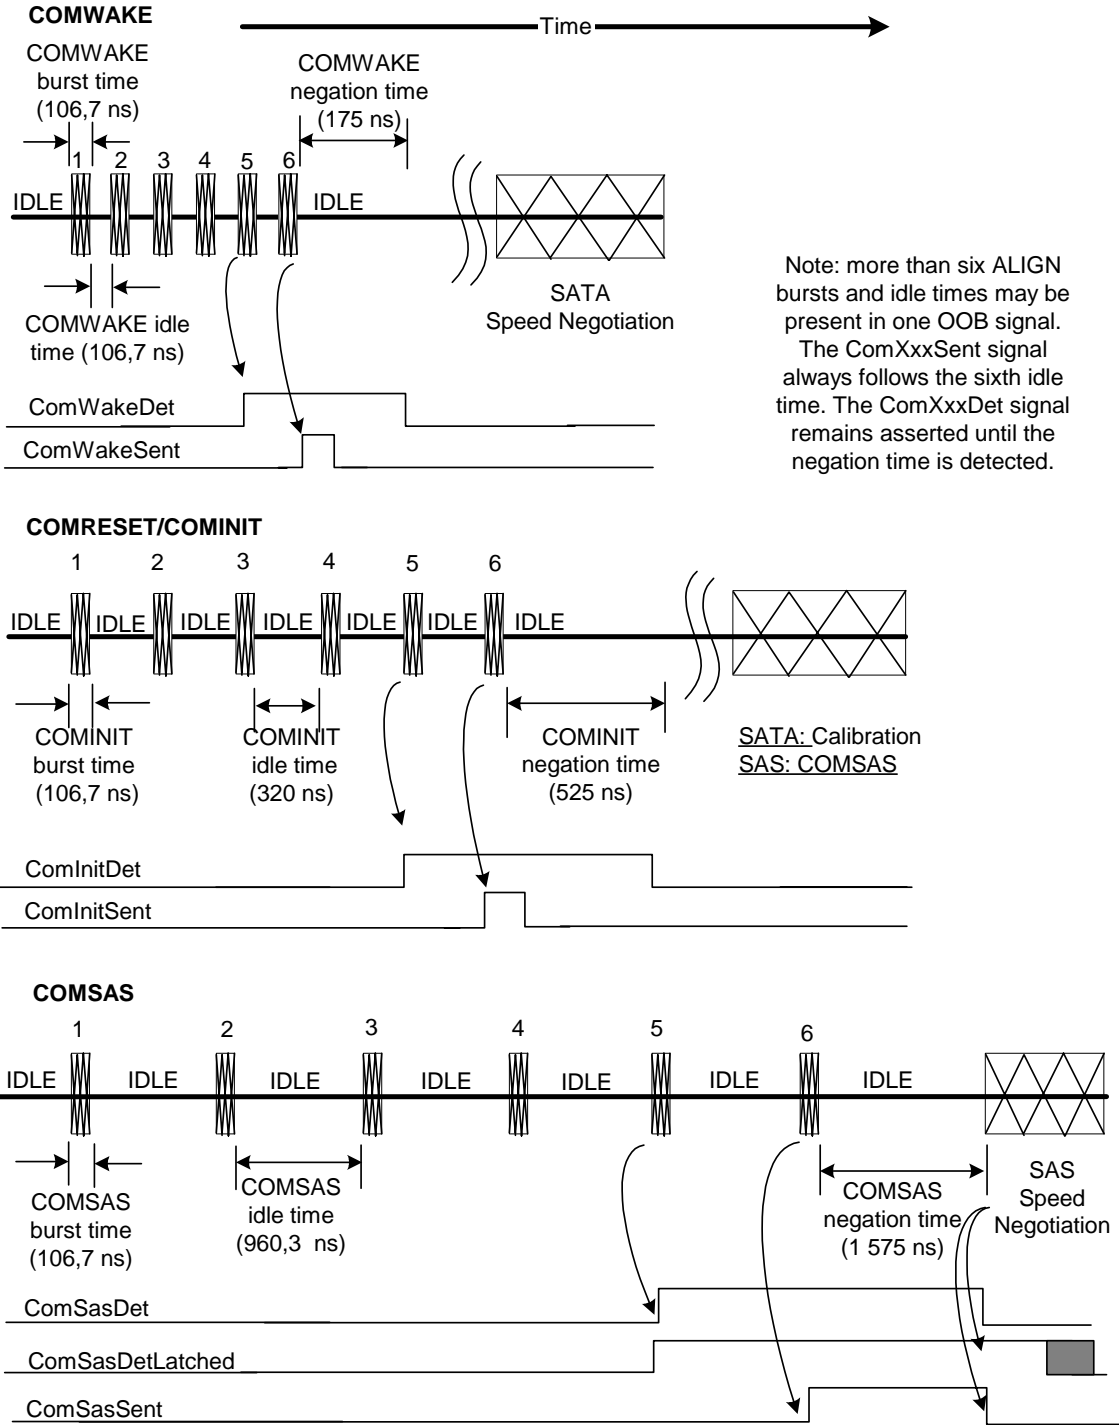 COMWAKE
Time
COMWAKE
burst time
(106,7 ns)
COMWAKE
negation time
(175 ns)
1 2 3 4 5 6
IDLE IDLE
COMWAKE idle
time (106,7 ns)
SATA
Speed Negotiation
Note: more than six ALIGN
bursts and idle times may be
present in one OOB signal.
The ComXxxSent signal
always follows the sixth idle
time. The ComXxxDet signal
remains asserted until the
negation time is detected.
ComWakeDet
ComWakeSent
COMRESET/COMINIT
1 2 3 4 5 6
IDLE IDLE IDLE IDLE IDLE IDLE IDLE
COMINIT
burst time
(106,7 ns)
COMINIT
idle time
(320 ns)
COMINIT
negation time
(525 ns)
SATA: Calibration
SAS: COMSAS
ComInitDet
ComInitSent
COMSAS
1 2 3 4 5 6
IDLE IDLE IDLE IDLE IDLE IDLE IDLE
COMSAS
burst time
(106,7 ns)
COMSAS
idle time
(960,3 ns)
COMSAS
negation time
(1 575 ns)
SAS
Speed
Negotiation
ComSasDet
ComSasDetLatched
ComSasSent